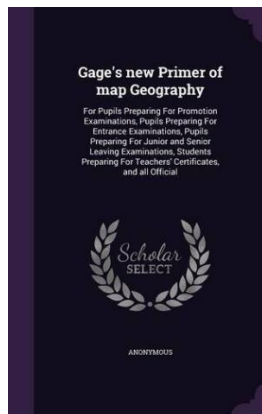 Gage's new Primer of
map Geography
For Pupils Preparing For Promotion
Examinations, Pupils Preparing For
Entrance Examinations, Pupils
Preparing For Junior and Senior
Leaving Examinations, Students
Preparing For Teachers' Certificates,
and all Official
Scholar
SELECT
ANONYMOUS